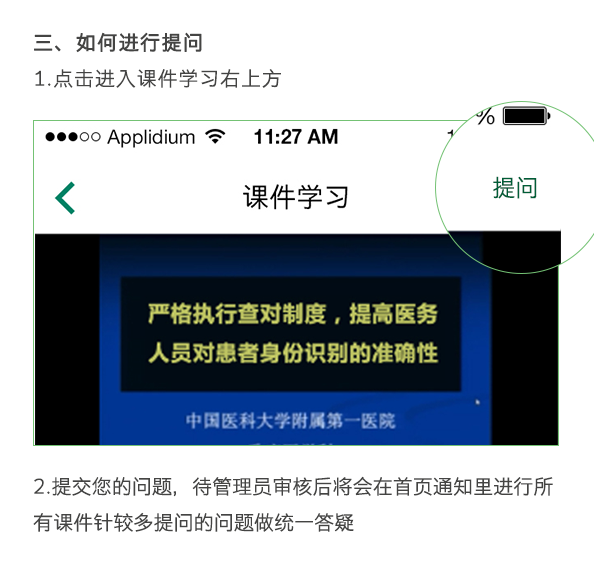 三、如何进行提问
1.点击进入课件学习右上方
Applidium 11:27 AM %
课件学习 提问
严格执行查对制度，提高医务
人员对患者身份识别的准确性
中国医科大学附属第一医院
2.提交您的问题，待管理员审核后将会在首页通知里进行所
有课件针较多提问的问题做统一答疑